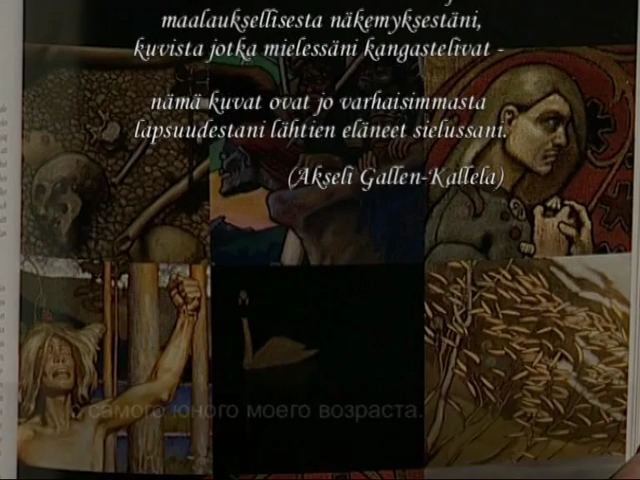 maalauksellisesta näkemyksestäni,
kuvista jotka mielessäni kangastelivat -
nämä kuvat ovat jo varhaisimmasta
lapsuudestani lähtien eläneet sielussani.
(Akseli Gallen-Kallela)
с самого юного моего возраста.